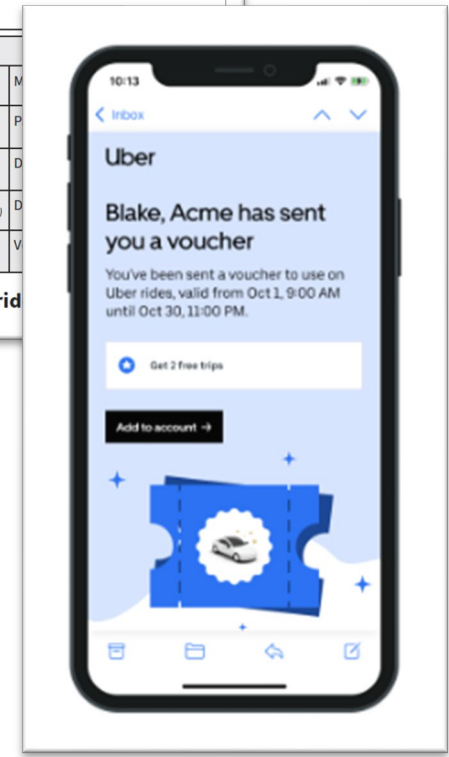 M
P
D
D
V
rid
10:13
Inbox
Uber
Blake, Acme has sent
you a voucher
You've been sent a voucher to use on
Uber rides, valid from Oct 1, 9:00 AM
until Oct 30, 11:00 PM.
Get 2 free trips
Add to account →